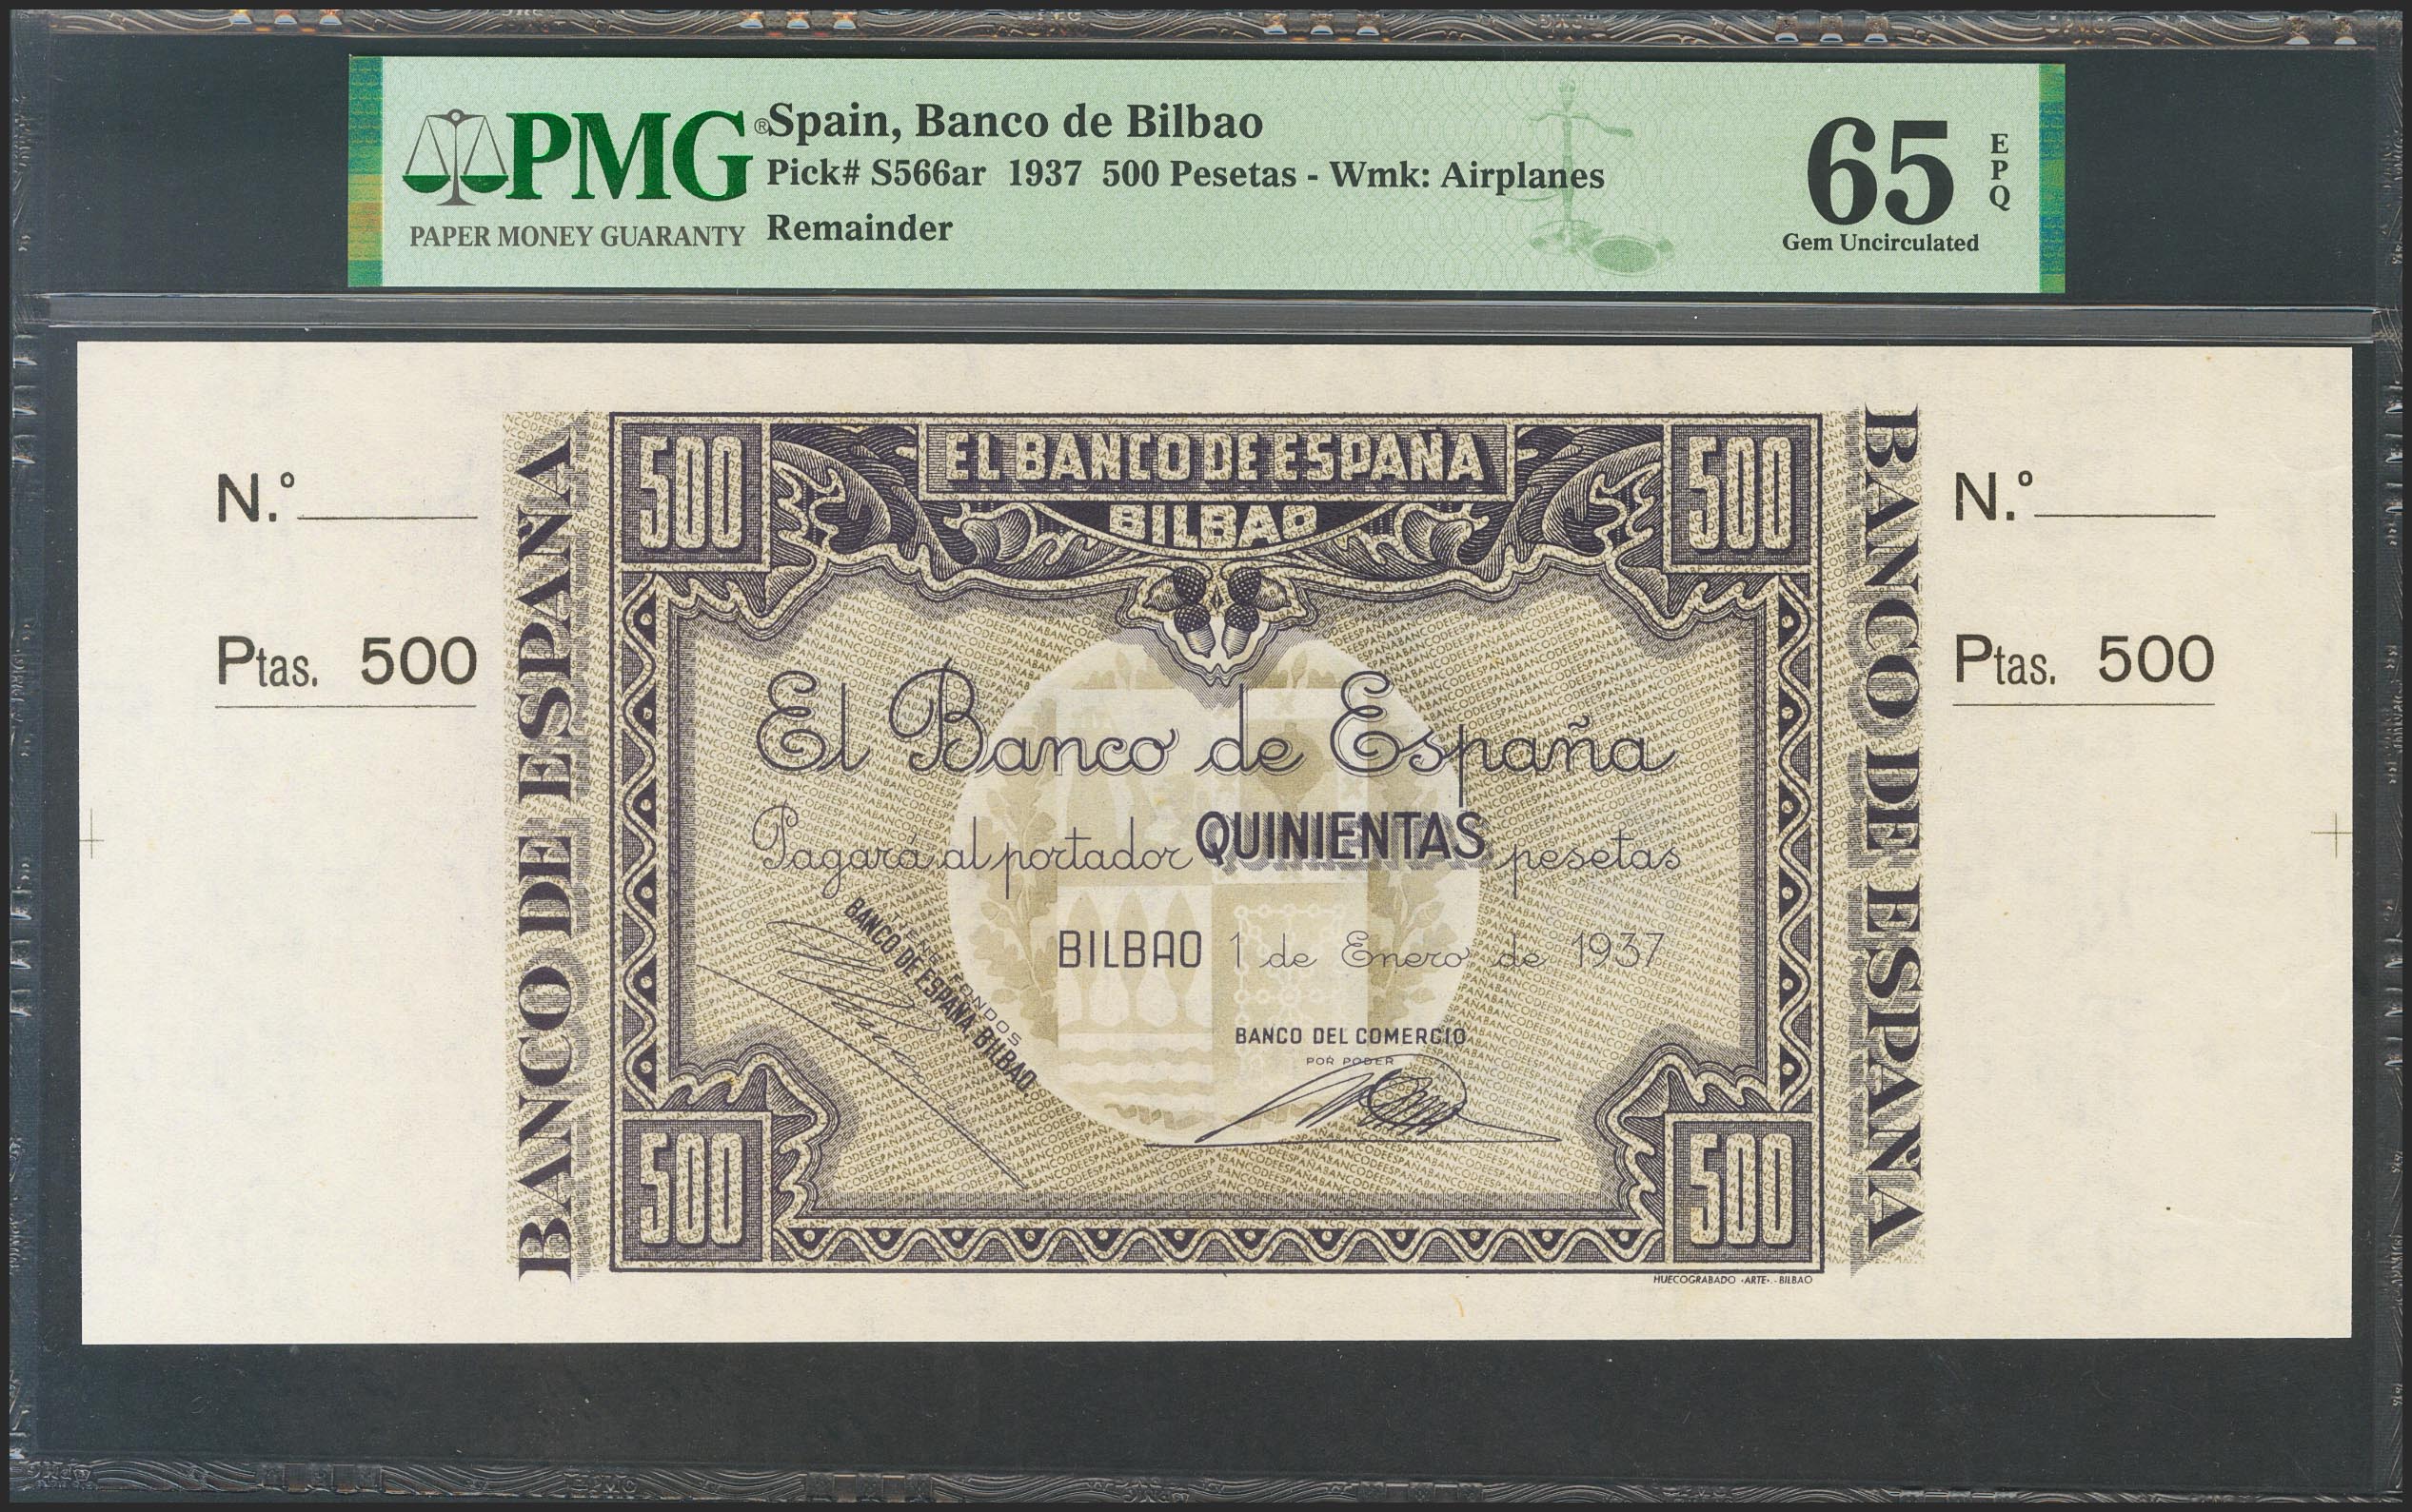 PMG®
PAPER MONEY GUARANTY
Spain, Banco de Bilbao
Pick# S566ar 1937 500 Pesetas - Wmk: Airplanes
Remainder
65
EPQ
Gem Uncirculated
N.º
Ptas. 500
BANCO DE ESPAÑA
500
EL BANCO DE ESPAÑA
BILBAO
500
El Banco de España
Pagará al portador QUINIENTAS pesetas
BILBAO 1 de Enero de 1937
TIENE FONDOS
BANCO DE ESPAÑA, BILBAO
BANCO DEL COMERCIO
POR PODER
500
500
HUECOGRABADO "ARTE".-BILBAO
BANCO DE ESPAÑA
N.º
Ptas. 500